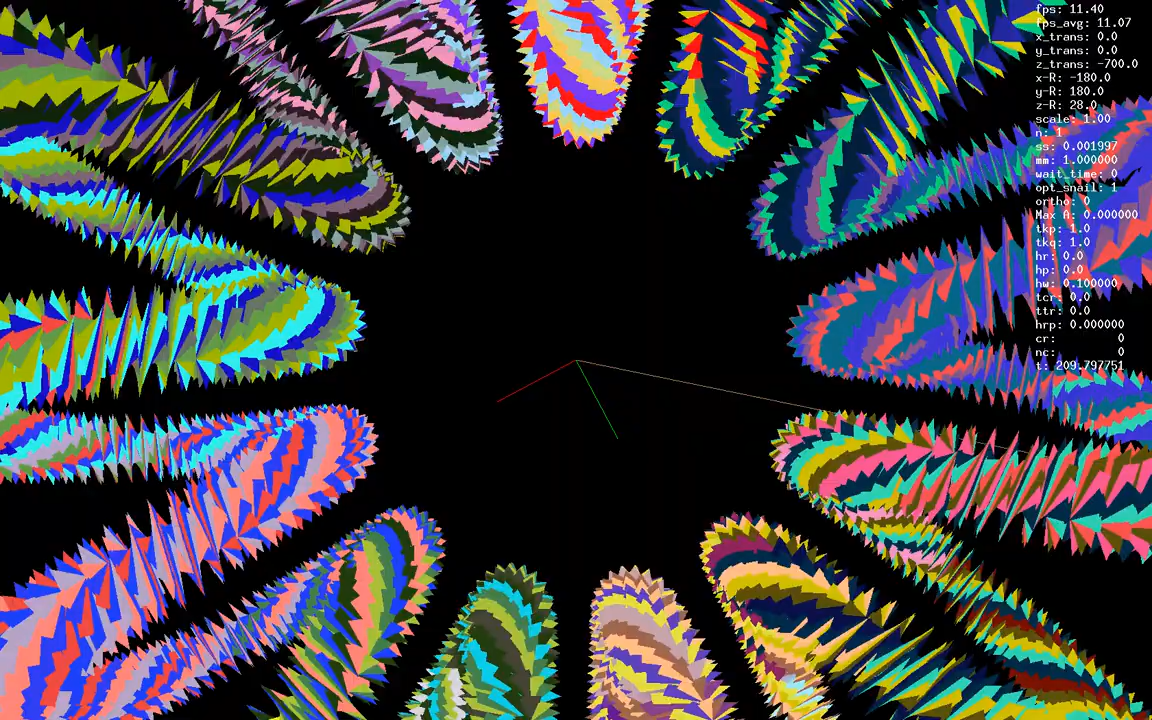 fps: 11.40
fps_avg: 11.07
x_trans: 0.0
y_trans: 0.0
z_trans: -700.0
x-R: -180.0
y-R: 180.0
z-R: 28.0
scale: 1.00
n: 1
ss: 0.001997
mm: 1.000000
wait_time: 0
opt_snail: 1
ortho: 0
Max A: 0.000000
tkp: 1.0
tkq: 1.0
hr: 0.0
hp: 0.0
hw: 0.100000
tcr: 0.0
ttr: 0.0
hrp: 0.000000
cr: 0
nc: 0
t: 209.797751